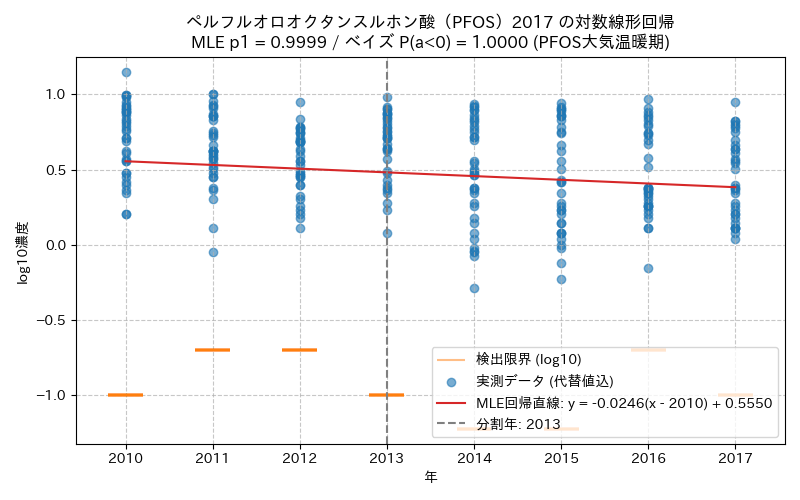 ペルフルオロオクタンスルホン酸（PFOS）2017 の対数線形回帰
MLE p1 = 0.9999 / ベイズ P(a<0) = 1.0000 (PFOS大気温暖期)
log10濃度
1.0
0.5
0.0
−0.5
−1.0
検出限界 (log10)
実測データ (代替値込)
MLE回帰直線: y = -0.0246(x - 2010) + 0.5550
分割年: 2013
2010
2011
2012
2013
2014
2015
2016
2017
年